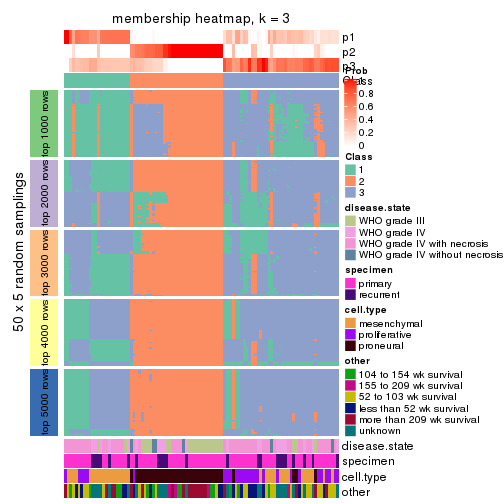 membership heatmap, k = 3
p1
p2
p3
Prob
Class
0.8
0.6
0.4
0.2
0
50 x 5 random samplings
top 1000 rows
top 2000 rows
top 3000 rows
top 4000 rows
top 5000 rows
Class
1
2
3
disease.state
WHO grade III
WHO grade IV
WHO grade IV with necrosis
WHO grade IV without necrosis
specimen
primary
recurrent
cell.type
mesenchymal
proliferative
proneural
other
104 to 154 wk survival
155 to 209 wk survival
52 to 103 wk survival
less than 52 wk survival
more than 209 wk survival
unknown
disease.state
specimen
cell.type
other